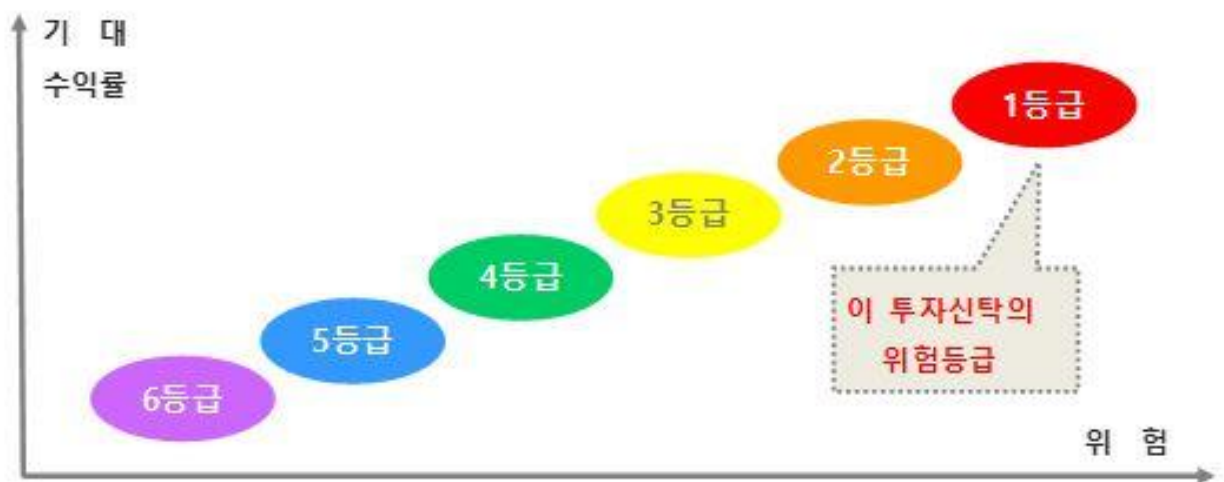 기 대
수익률
1등급
2등급
3등급
4등급
5등급
6등급
이 투자신탁의
위험등급
위 험